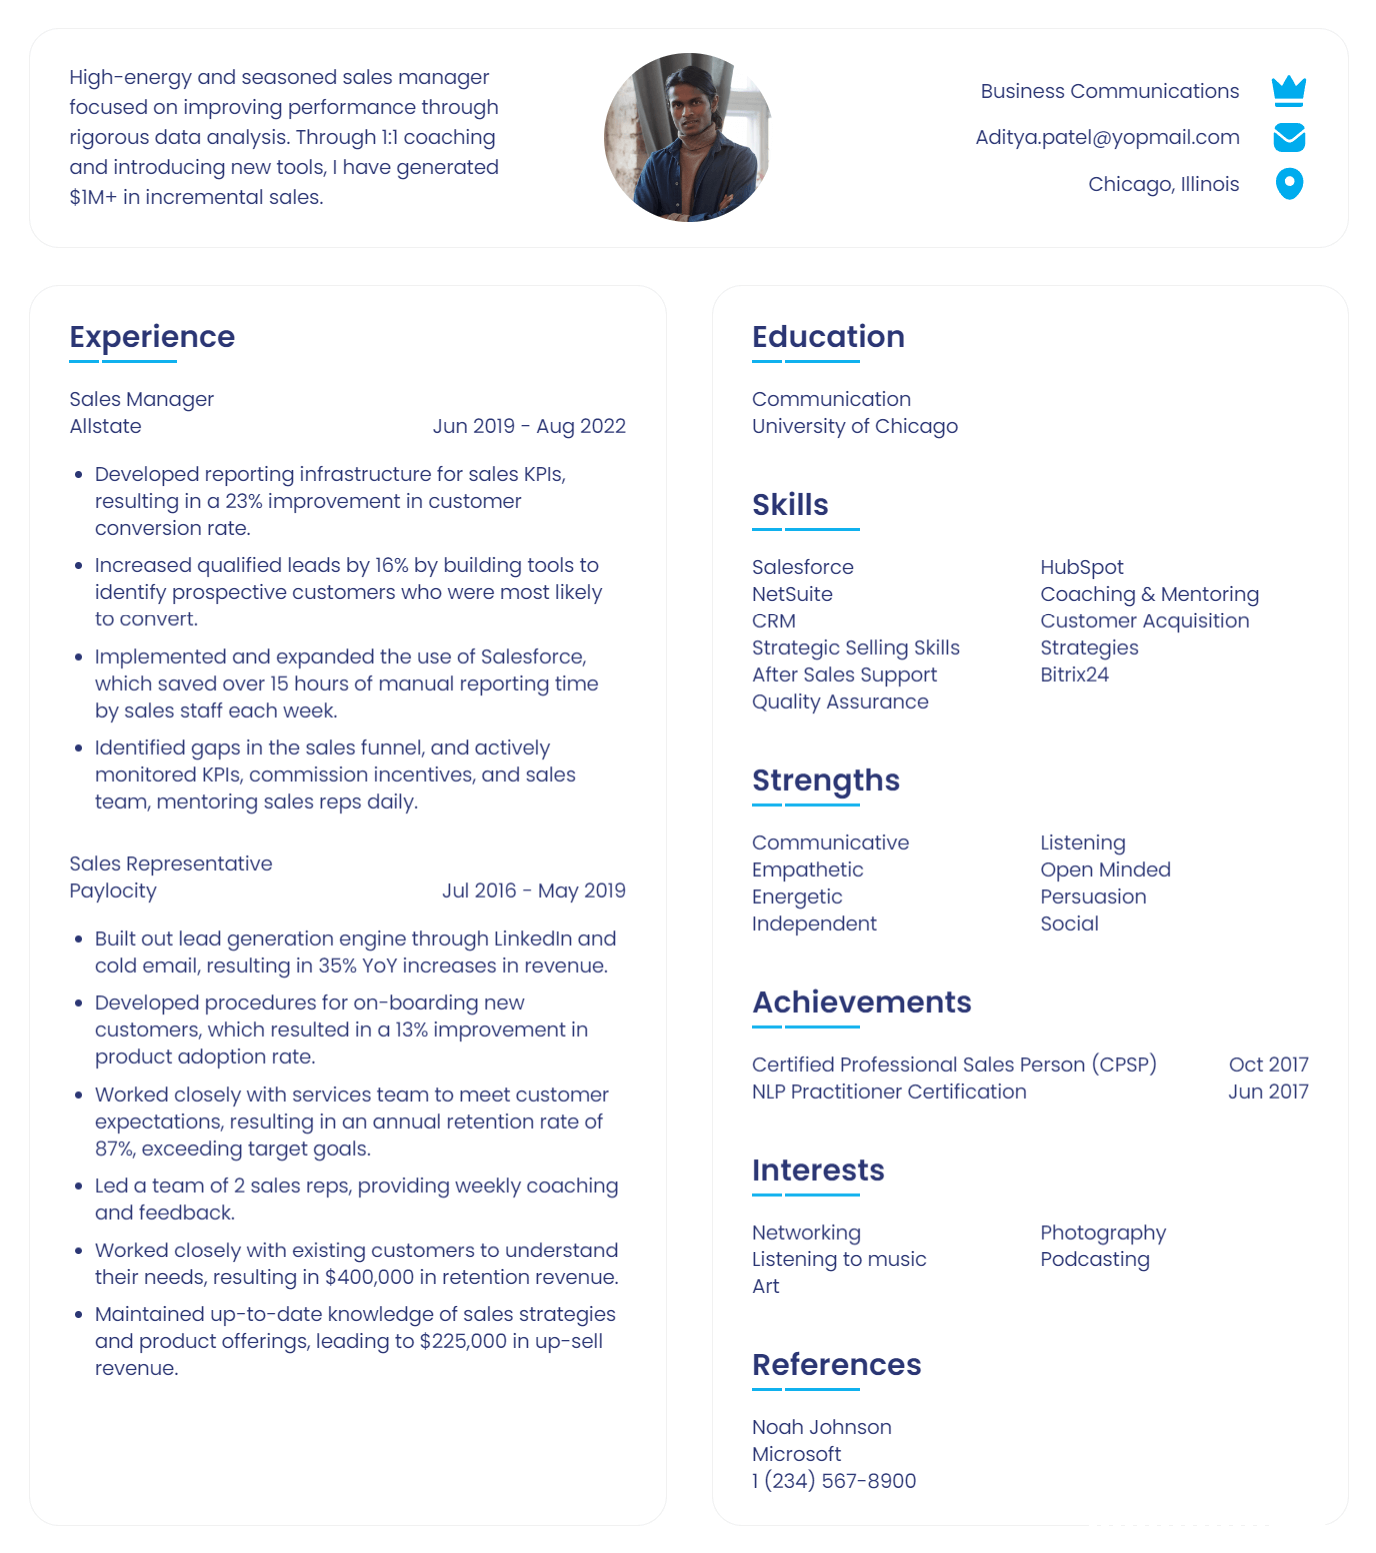 High-energy and seasoned sales manager
focused on improving performance through
rigorous data analysis. Through 1:1 coaching
and introducing new tools, I have generated
$1M+ in incremental sales.
Business Communications
Aditya.patel@yopmail.com
Chicago, Illinois
Experience
Sales Manager
Allstate Jun 2019 - Aug 2022
• Developed reporting infrastructure for sales KPIs,
resulting in a 23% improvement in customer
conversion rate.
• Increased qualified leads by 16% by building tools to
identify prospective customers who were most likely
to convert.
• Implemented and expanded the use of Salesforce,
which saved over 15 hours of manual reporting time
by sales staff each week.
• Identified gaps in the sales funnel, and actively
monitored KPIs, commission incentives, and sales
team, mentoring sales reps daily.
Sales Representative
Paylocity Jul 2016 - May 2019
• Built out lead generation engine through LinkedIn and
cold email, resulting in 35% YoY increases in revenue.
• Developed procedures for on-boarding new
customers, which resulted in a 13% improvement in
product adoption rate.
• Worked closely with services team to meet customer
expectations, resulting in an annual retention rate of
87%, exceeding target goals.
• Led a team of 2 sales reps, providing weekly coaching
and feedback.
• Worked closely with existing customers to understand
their needs, resulting in $400,000 in retention revenue.
• Maintained up-to-date knowledge of sales strategies
and product offerings, leading to $225,000 in up-sell
revenue.
Education
Communication
University of Chicago
Skills
Salesforce
NetSuite
CRM
Strategic Selling Skills
After Sales Support
Quality Assurance
HubSpot
Coaching & Mentoring
Customer Acquisition
Strategies
Bitrix24
Strengths
Communicative
Empathetic
Energetic
Independent
Listening
Open Minded
Persuasion
Social
Achievements
Certified Professional Sales Person (CPSP) Oct 2017
NLP Practitioner Certification Jun 2017
Interests
Networking
Listening to music
Art
Photography
Podcasting
References
Noah Johnson
Microsoft
1 (234) 567-8900